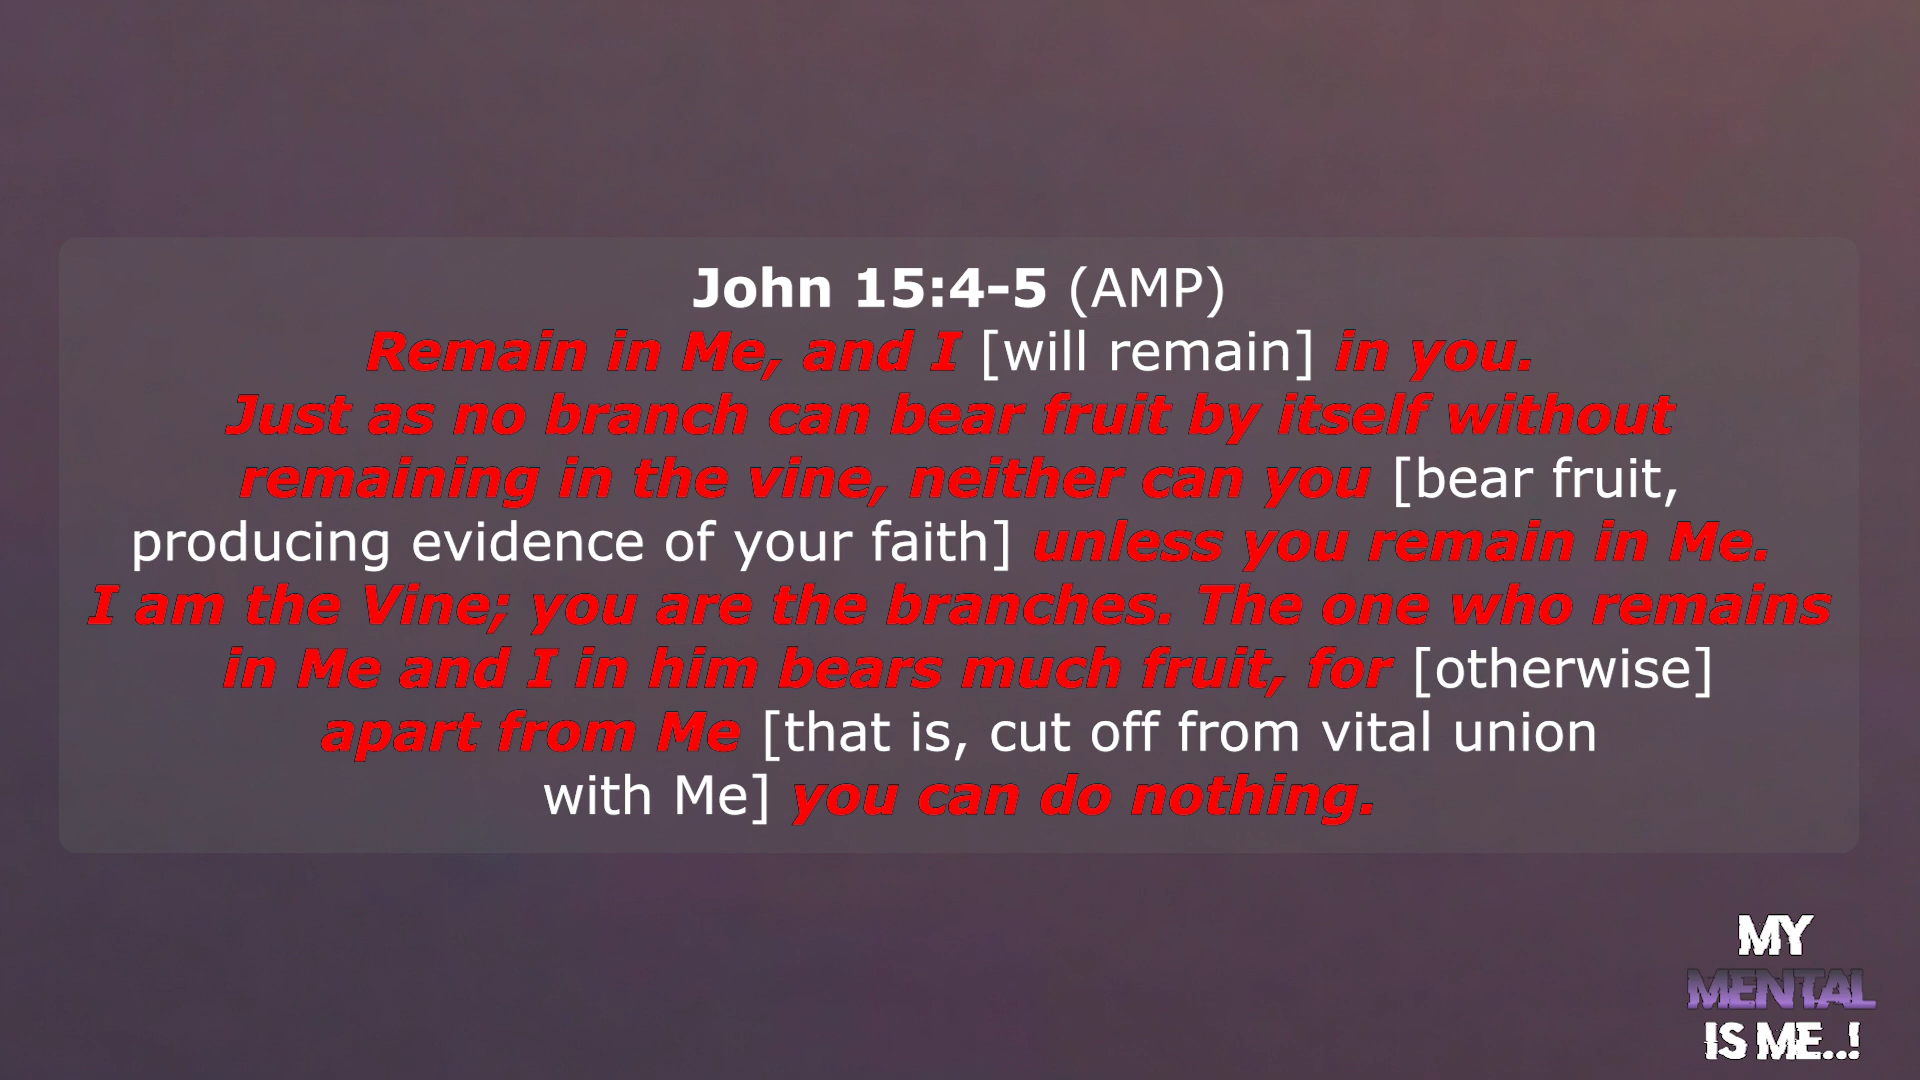 John 15:4-5 (AMP)
Remain in Me, and I [will remain] in you.
Just as no branch can bear fruit by itself without
remaining in the vine, neither can you [bear fruit,
producing evidence of your faith] unless you remain in Me.
I am the Vine; you are the branches. The one who remains
in Me and I in him bears much fruit, for [otherwise]
apart from Me [that is, cut off from vital union
with Me] you can do nothing.
MY
MENTAL
IS ME..!